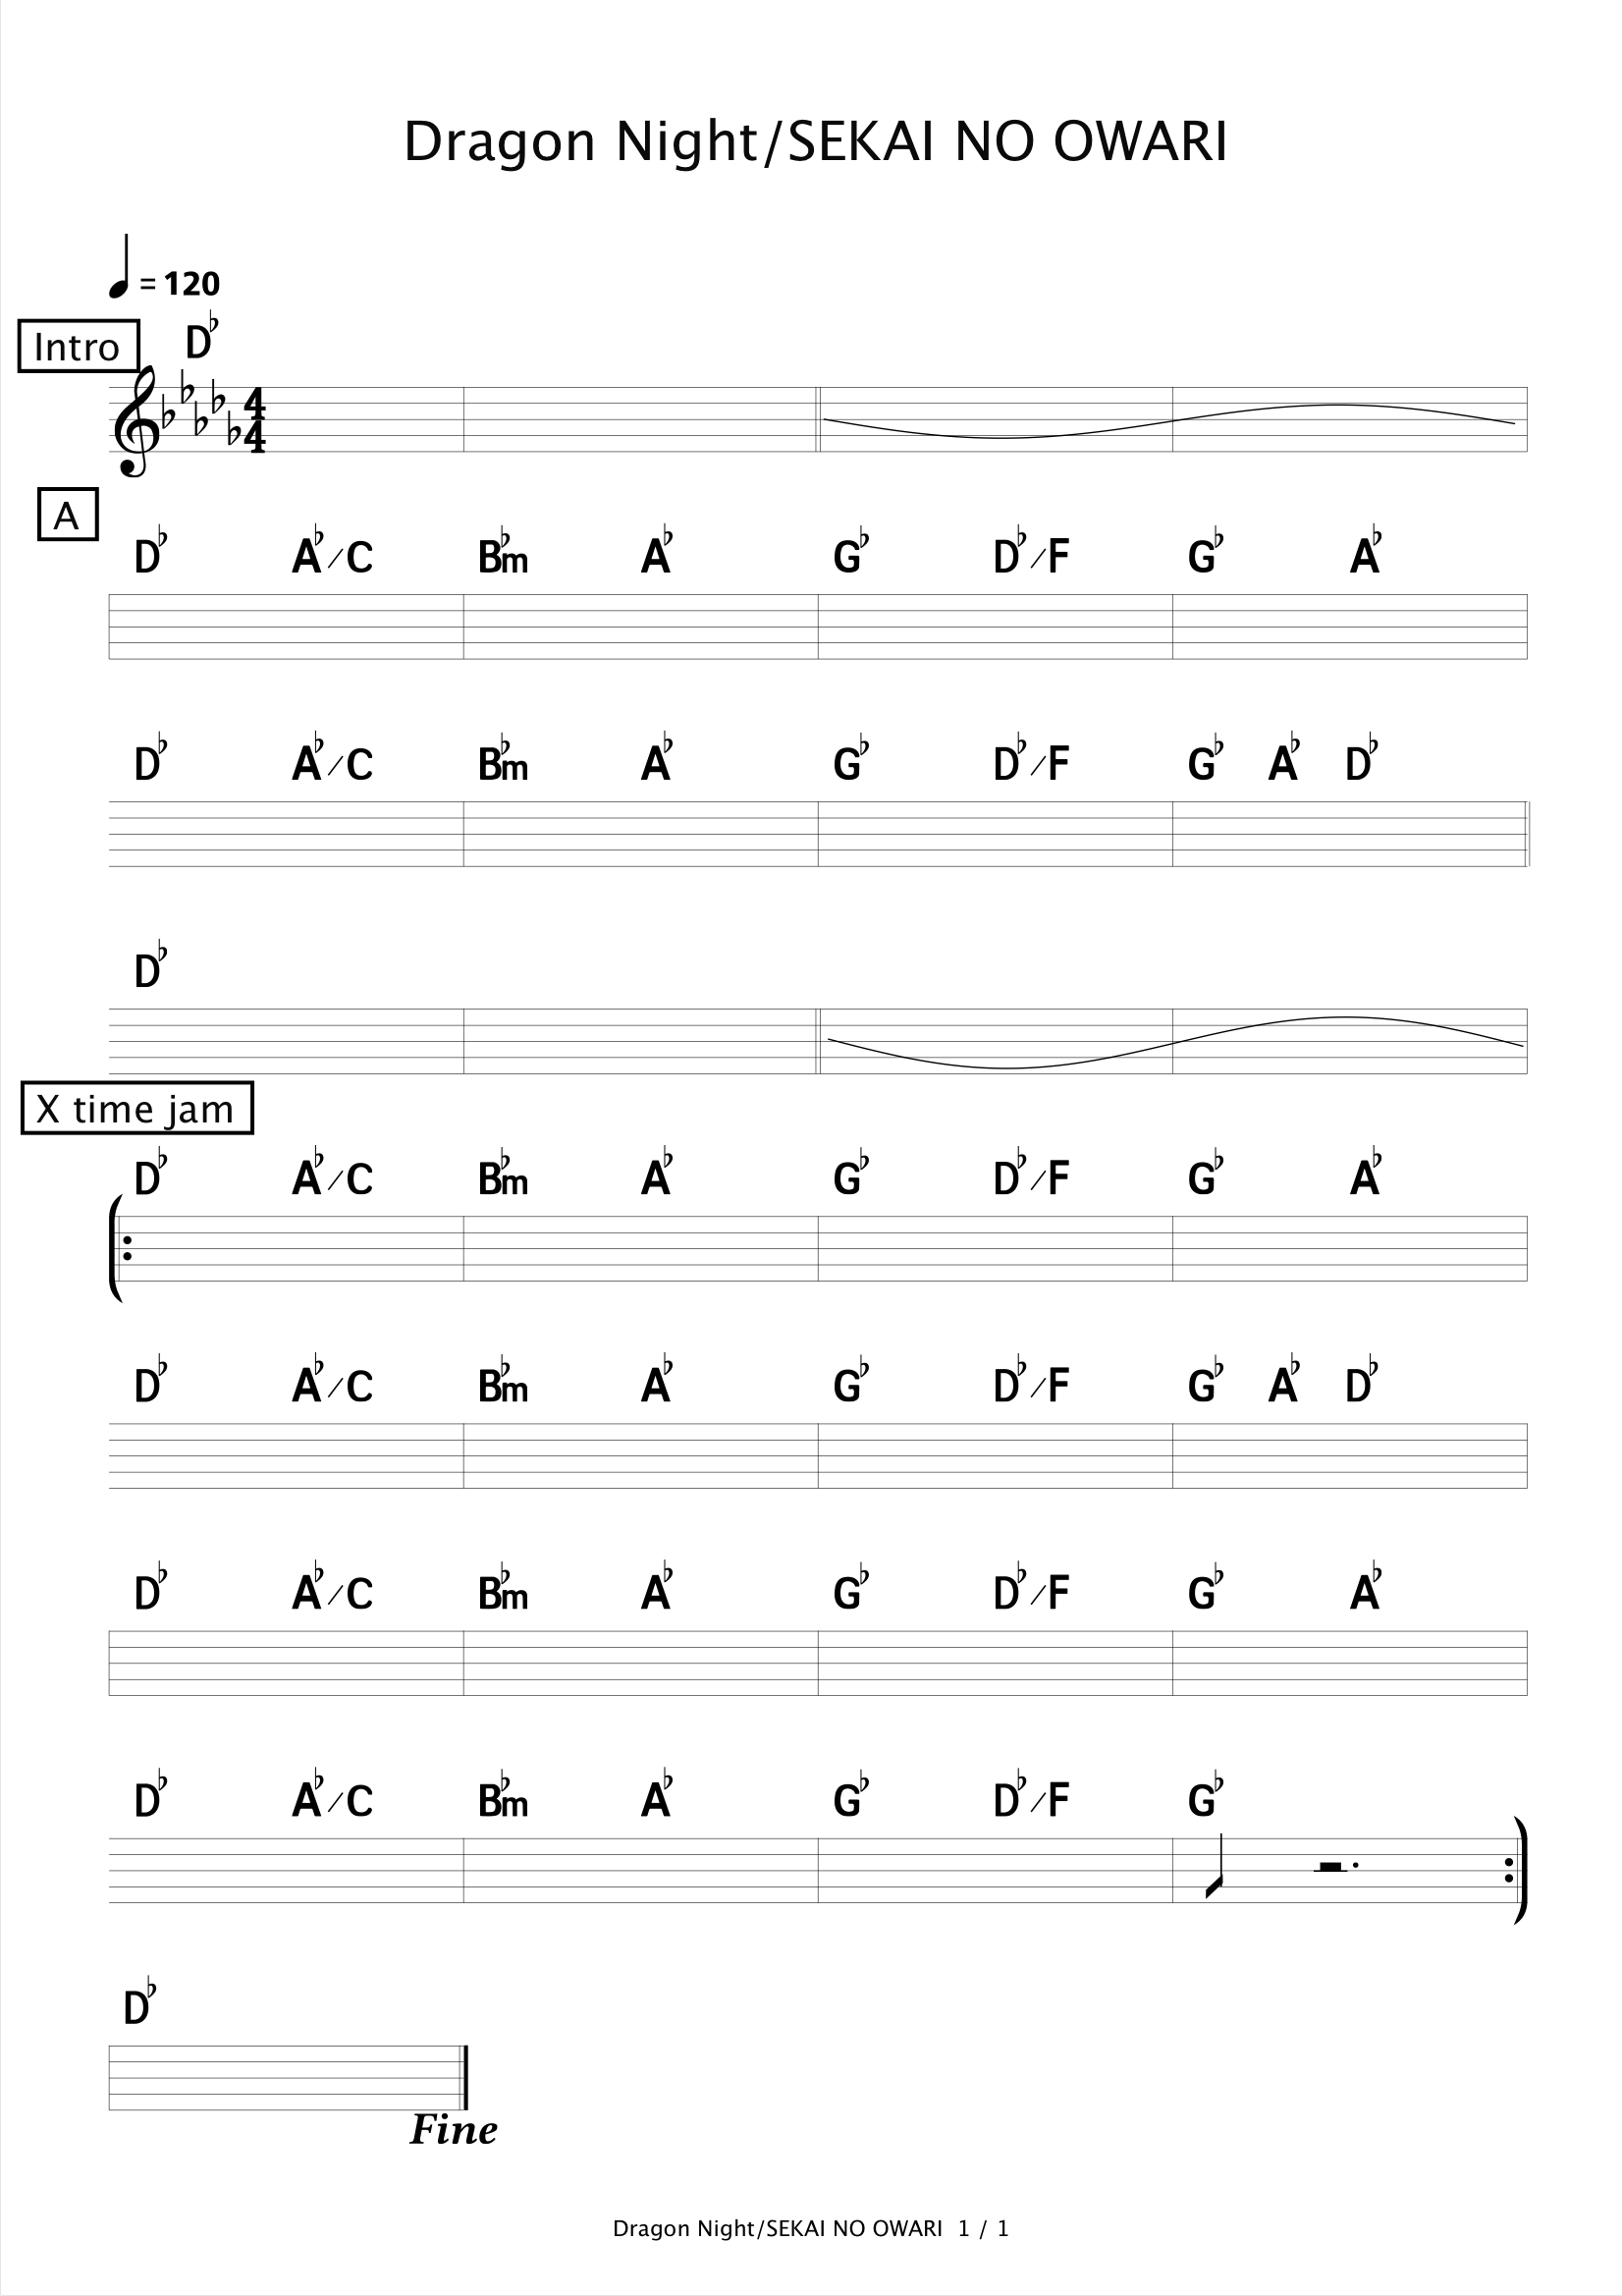 Dragon Night/SEKAI NO OWARI
= 120
Intro D♭
4
4
A
D♭ A♭/C B♭m A♭ G♭ D♭/F G♭ A♭
D♭ A♭/C B♭m A♭ G♭ D♭/F G♭ A♭ D♭
D♭
X time jam
D♭ A♭/C B♭m A♭ G♭ D♭/F G♭ A♭
D♭ A♭/C B♭m A♭ G♭ D♭/F G♭ A♭ D♭
D♭ A♭/C B♭m A♭ G♭ D♭/F G♭ A♭
D♭ A♭/C B♭m A♭ G♭ D♭/F G♭
D♭
Fine
Dragon Night/SEKAI NO OWARI 1 / 1